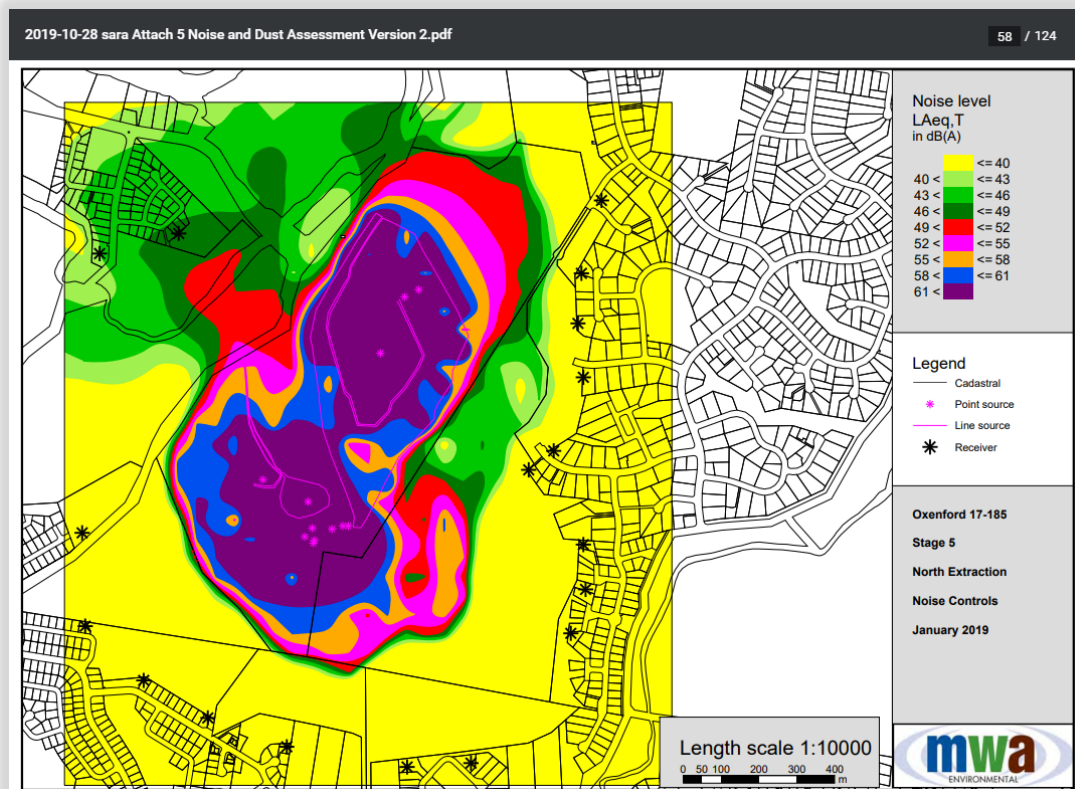 2019-10-28 sara Attach 5 Noise and Dust Assessment Version 2.pdf
58 / 124
Noise level
LAeq,T
in dB(A)
<= 40
40 < <= 43
43 < <= 46
46 < <= 49
49 < <= 52
52 < <= 55
55 < <= 58
58 < <= 61
61 <
Legend
Cadastral
Point source
Line source
Receiver
Oxenford 17-185
Stage 5
North Extraction
Noise Controls
January 2019
Length scale 1:10000
0 50 100 200 300 400
m
mwa
ENVIRONMENTAL